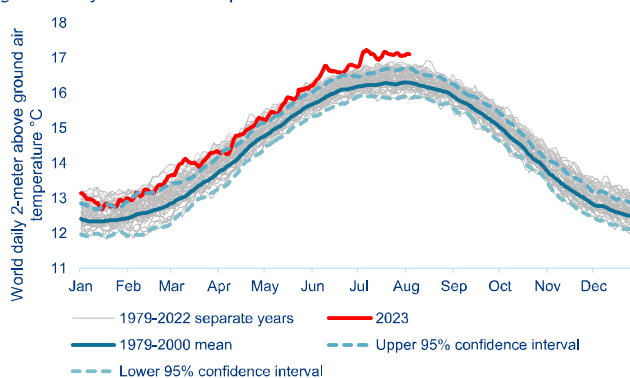 18
17
16
15
14
13
12
11
World daily 2-meter above ground air
temperature °C
Jan Feb Mar Apr May Jun Jul Aug Sep Oct Nov Dec
1979-2022 separate years
2023
1979-2000 mean
Upper 95% confidence interval
Lower 95% confidence interval